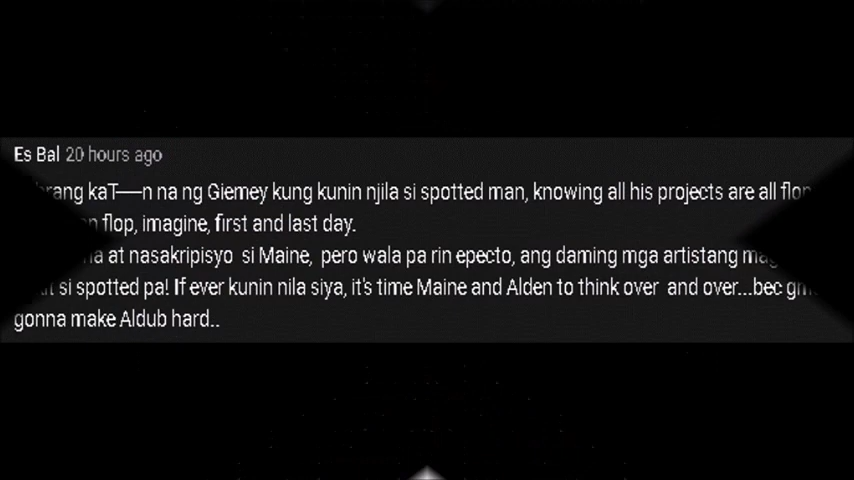 Es Bal 20 hours ago
kaT—n na ng Giemey kung kunin njila si spotted man, knowing all his projects are all
flop, imagine, first and last day.
at nasakripisyo si Maine, pero wala pa rin epecto, ang daming mga artistang
si spotted pa! If ever kunin nila siya, it's time Maine and Alden to think over and over...bec
gonna make Aldub hard..